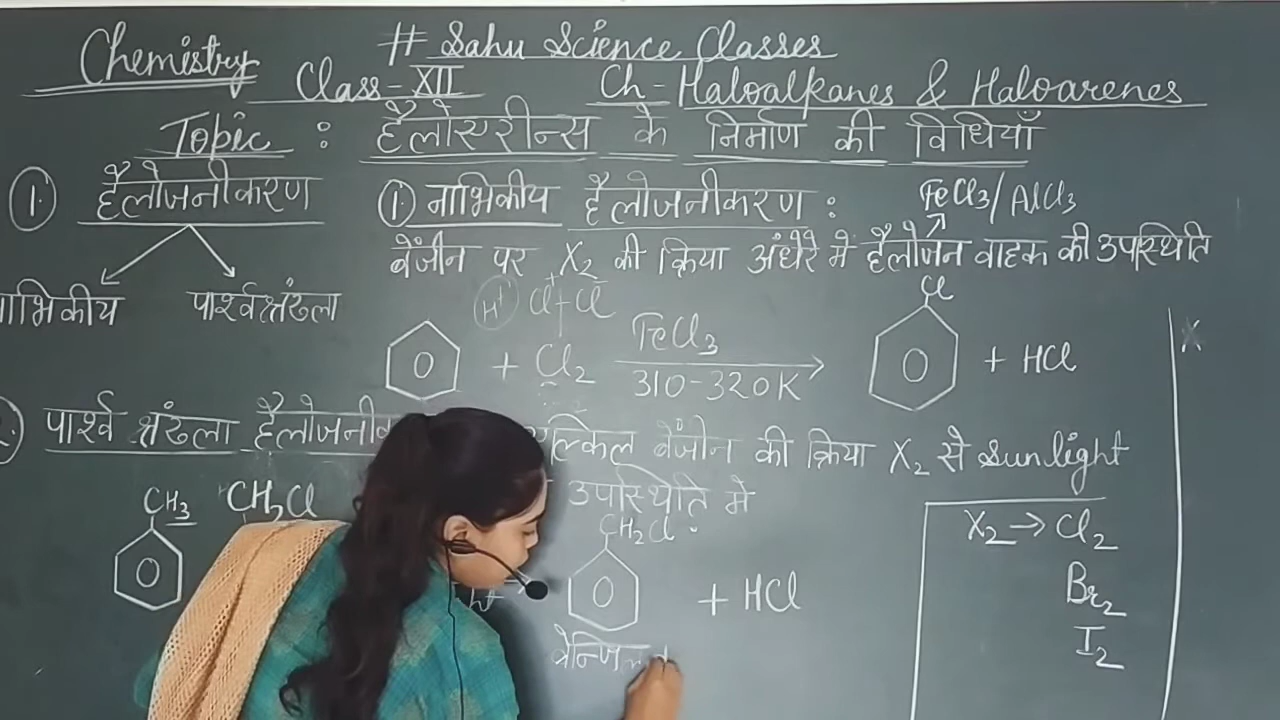 # Sahu Science Classes
Chemistry
Class-XII Ch-Haloalkanes & Haloarenes
Topic : हैलोएरीन्स के निर्माण की विधियाँ
① हैलोजनीकरण
नाभिकीय पार्श्व श्रृंखला
① नाभिकीय हैलोजनीकरण :
FeCl3/AlCl3
बेंजीन पर X2 की क्रिया अंधेरे में हैलोजन वाहक की उपस्थिति
H+ Cl+ Cl-
+ Cl2 FeCl3 310-320K Cl + HCl
पार्श्व श्रृंखला बेंजीन की क्रिया X2 से Sunlight
उपस्थिति में
CH3 CH2Cl
CH2Cl + HCl
X2 → Cl2
Br2
I2